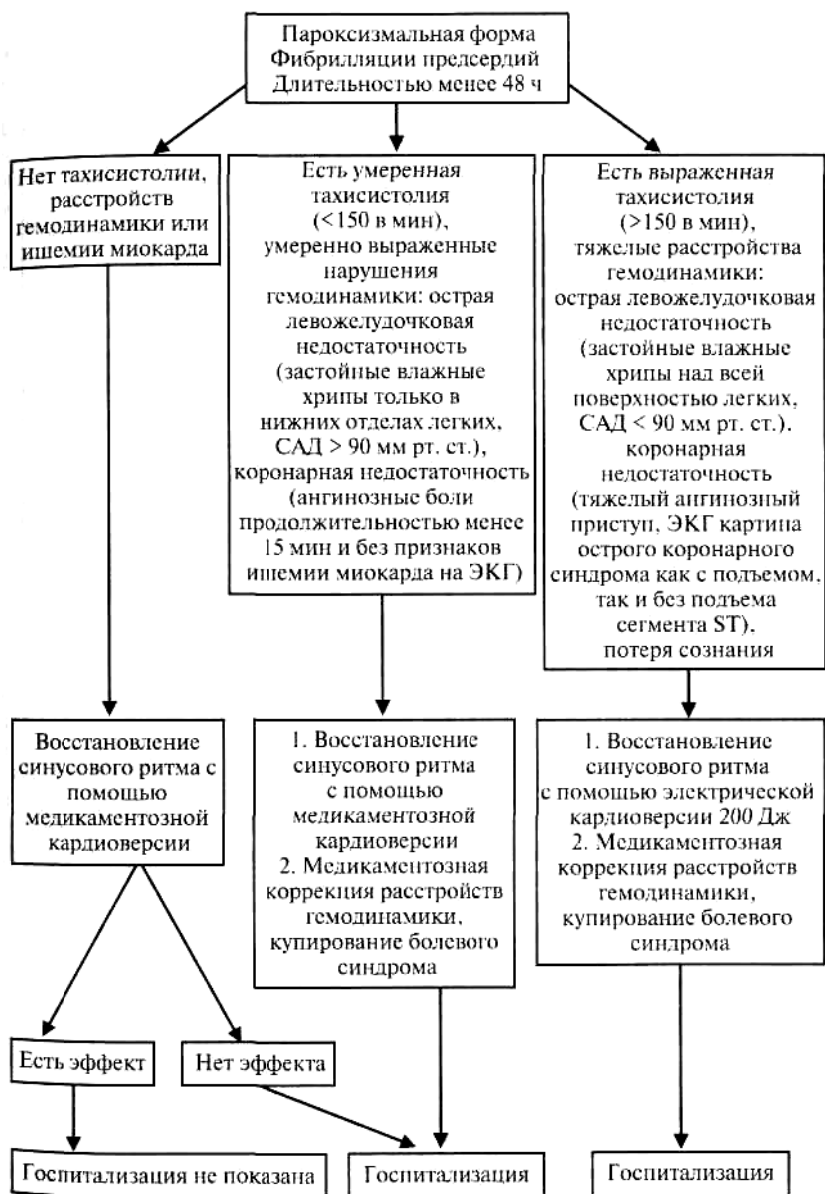 Пароксизмальная форма
Фибрилляции предсердий
Длительностью менее 48 ч
Нет тахисистолии,
расстройств
гемодинамики или
ишемии миокарда
Есть умеренная
тахисистолия
(<150 в мин),
умеренно выраженные
нарушения
гемодинамики: острая
левожелудочковая
недостаточность
(застойные влажные
хрипы только в
нижних отделах легких,
САД > 90 мм рт. ст.),
коронарная недостаточность
(ангинозные боли
продолжительностью менее
15 мин и без признаков
ишемии миокарда на ЭКГ)
Есть выраженная
тахисистолия
(>150 в мин),
тяжелые расстройства
гемодинамики:
острая левожелудочковая
недостаточность
(застойные влажные
хрипы над всей
поверхностью легких,
САД < 90 мм рт. ст.).
коронарная
недостаточность
(тяжелый ангинозный
приступ, ЭКГ картина
острого коронарного
синдрома как с подъемом,
так и без подъема
сегмента ST).
потеря сознания
Восстановление
синусового ритма с
помощью
медикаментозной
кардиоверсии
1. Восстановление
синусового ритма
с помощью
медикаментозной
кардиоверсии
2. Медикаментозная
коррекция расстройств
гемодинамики,
купирование болевого
синдрома
1. Восстановление
синусового ритма
с помощью электрической
кардиоверсии 200 Дж
2. Медикаментозная
коррекция расстройств
гемодинамики,
купирование болевого
синдрома
Есть эффект
Нет эффекта
Госпитализация не показана
Госпитализация
Госпитализация